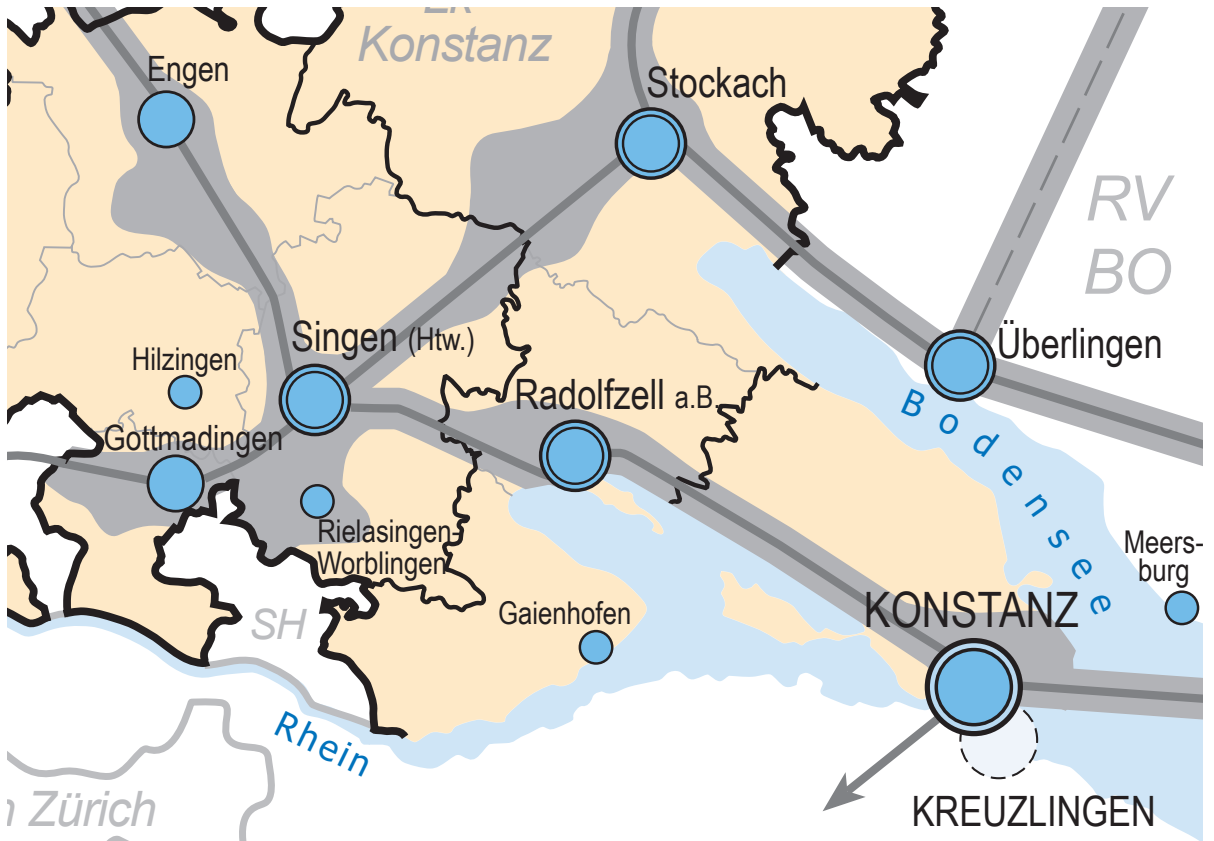 LK
Konstanz
Engen
Stockach
RV
BO
Singen (Htw.)
Überlingen
Hilzingen
Radolfzell a.B.
Bodensee
Gottmadingen
Rielasingen-
Worblingen
Meers-
burg
Gaienhofen
KONSTANZ
SH
Rhein
Zürich
KREUZLINGEN